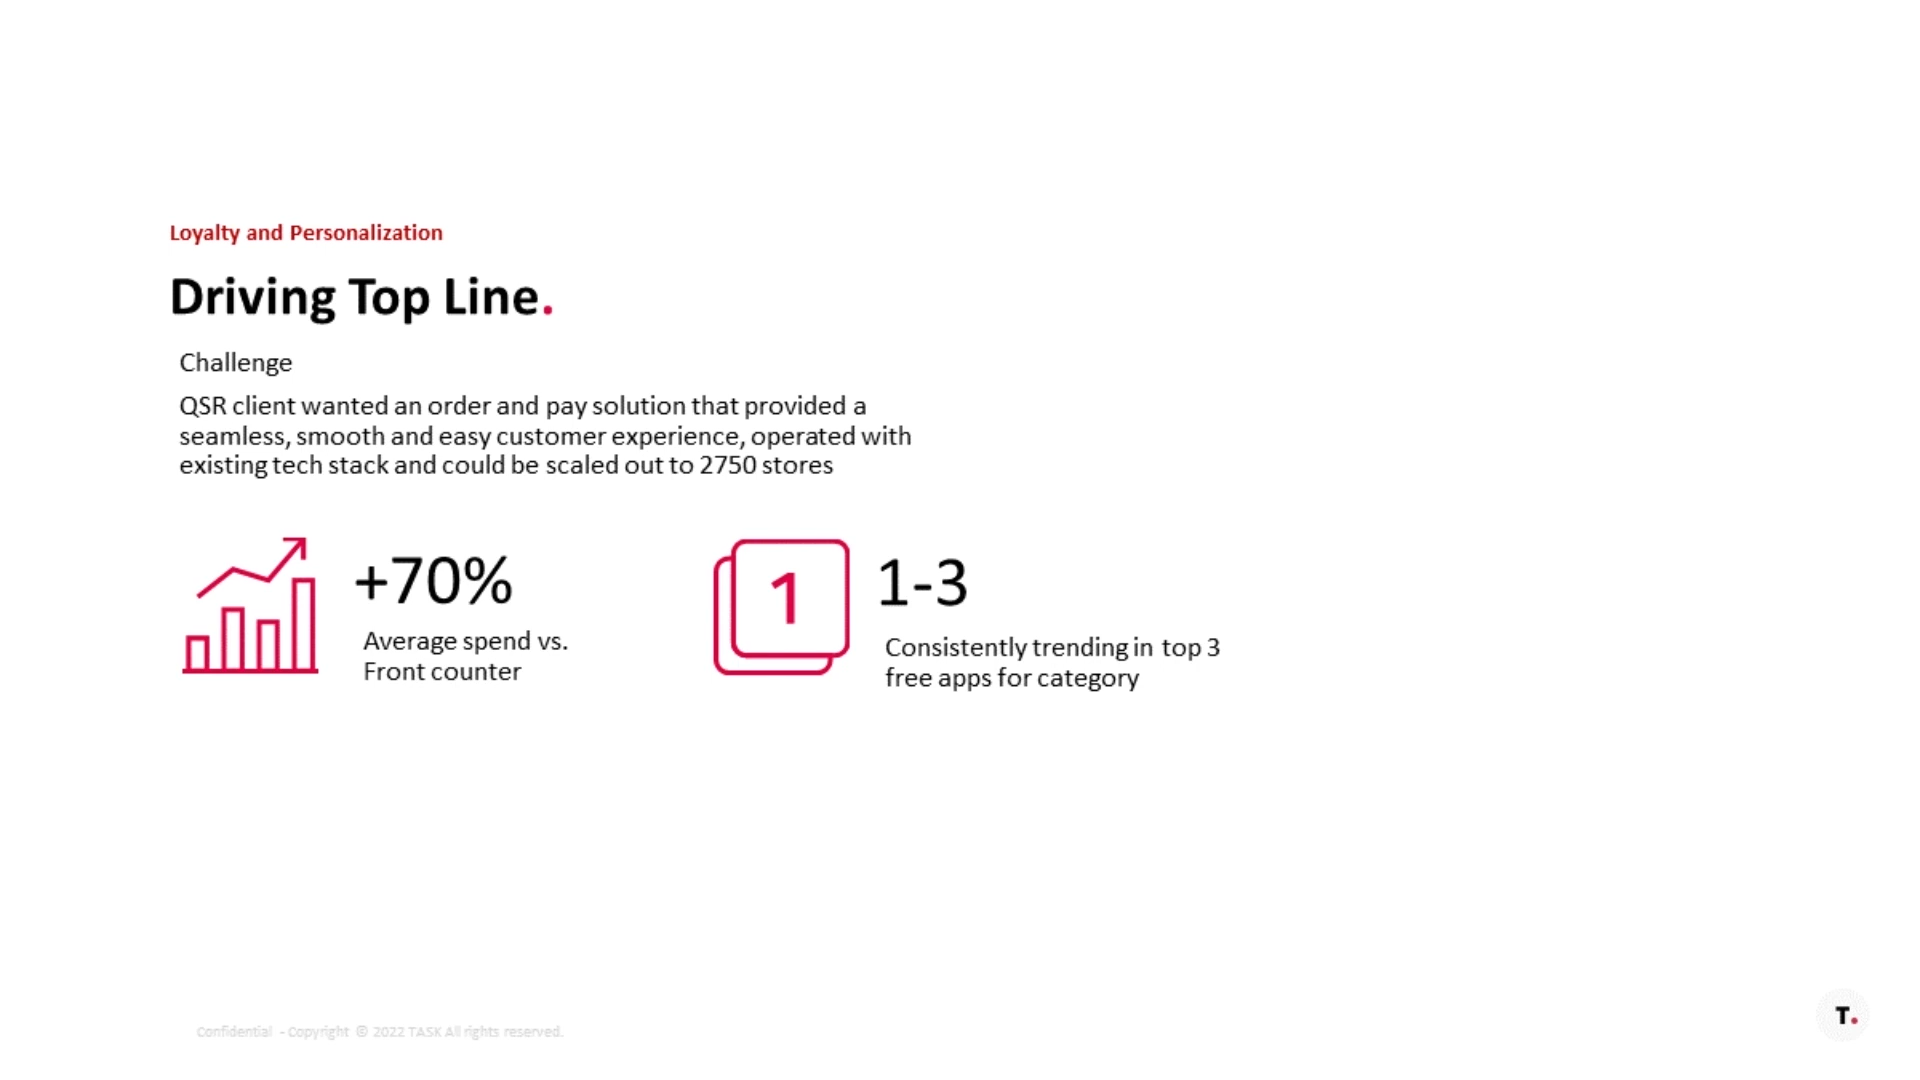 Loyalty and Personalization
Driving Top Line.
Challenge
QSR client wanted an order and pay solution that provided a
seamless, smooth and easy customer experience, operated with
existing tech stack and could be scaled out to 2750 stores
+70%
Average spend vs.
Front counter
1
1-3
Consistently trending in top 3
free apps for category
Confidential - Copyright © 2022 TASK All rights reserved.
T.